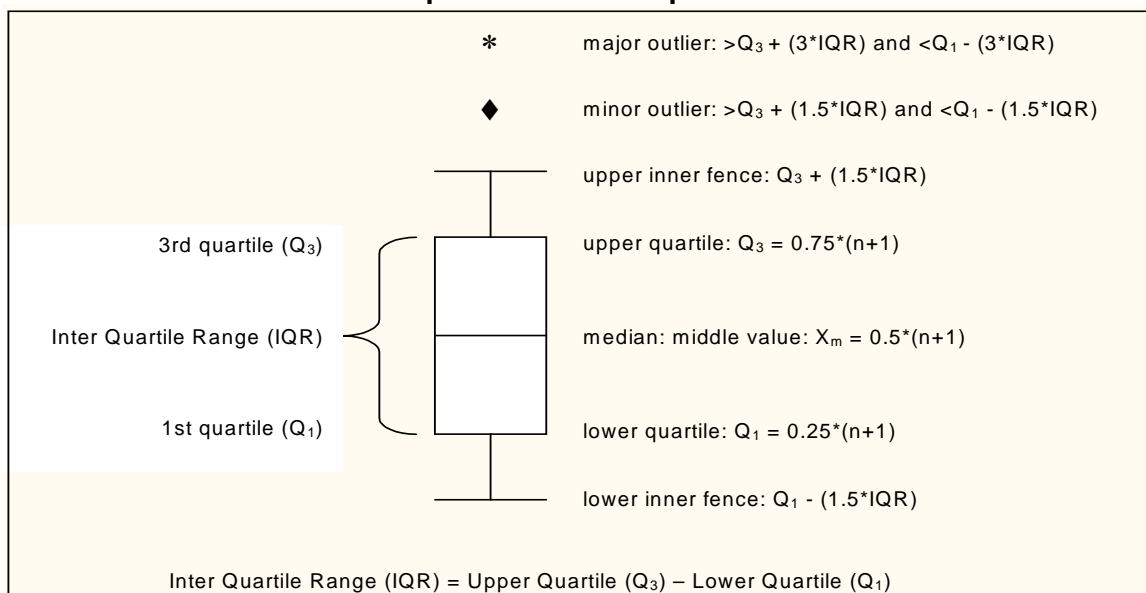 * major outlier: >Q₃ + (3*IQR) and <Q₁ - (3*IQR)
♦ minor outlier: >Q₃ + (1.5*IQR) and <Q₁ - (1.5*IQR)
upper inner fence: Q₃ + (1.5*IQR)
3rd quartile (Q₃)
upper quartile: Q₃ = 0.75*(n+1)
Inter Quartile Range (IQR)
median: middle value: Xₘ = 0.5*(n+1)
1st quartile (Q₁)
lower quartile: Q₁ = 0.25*(n+1)
lower inner fence: Q₁ - (1.5*IQR)
Inter Quartile Range (IQR) = Upper Quartile (Q₃) – Lower Quartile (Q₁)